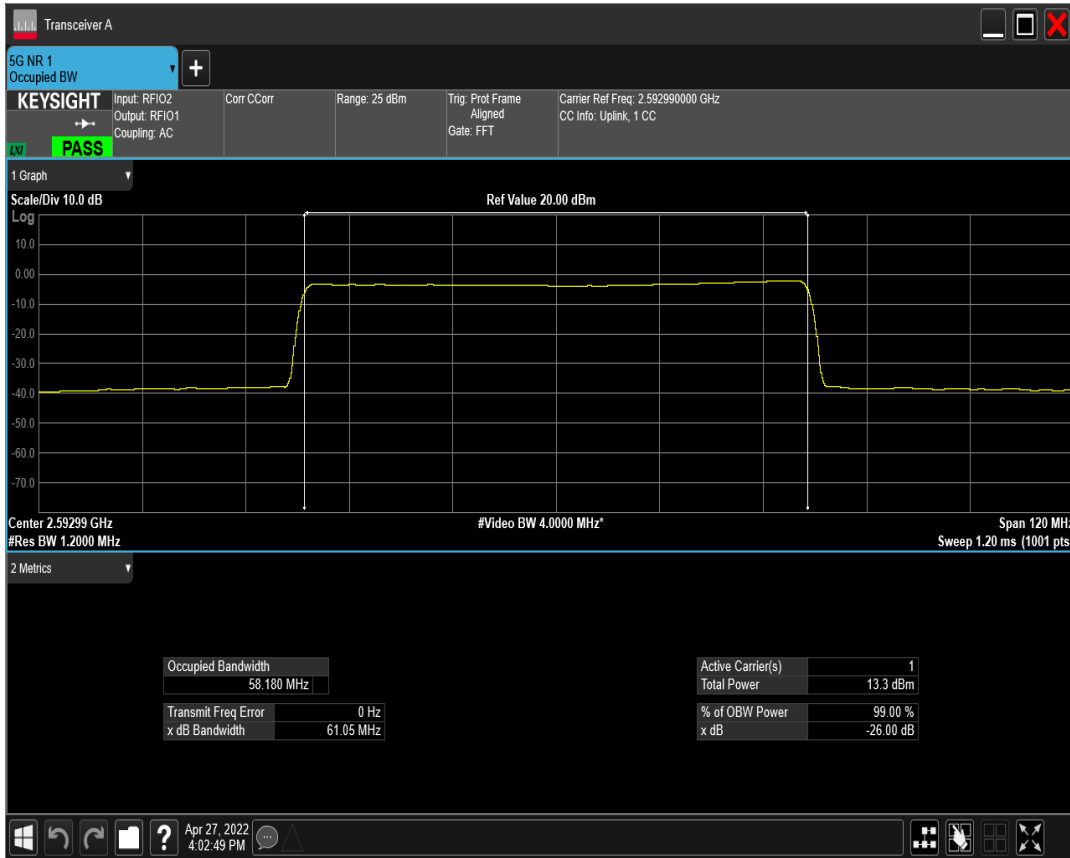 Transceiver A
5G NR 1
Occupied BW
KEYSIGHT
LXI
PASS
Input: RFIO2
Output: RFIO1
Coupling: AC
Corr CCorr
Range: 25 dBm
Trig: Prot Frame
Aligned
Gate: FFT
Carrier Ref Freq: 2.592990000 GHz
CC Info: Uplink, 1 CC
1 Graph
Scale/Div 10.0 dB
Ref Value 20.00 dBm
Log
10.0
0.00
-10.0
-20.0
-30.0
-40.0
-50.0
-60.0
-70.0
Center 2.59299 GHz
#Video BW 4.0000 MHz*
Span 120 MHz
#Res BW 1.2000 MHz
Sweep 1.20 ms (1001 pts
2 Metrics
Occupied Bandwidth
58.180 MHz
Transmit Freq Error 0 Hz
x dB Bandwidth 61.05 MHz
Active Carrier(s) 1
Total Power 13.3 dBm
% of OBW Power 99.00 %
x dB -26.00 dB
Apr 27, 2022
4:02:49 PM